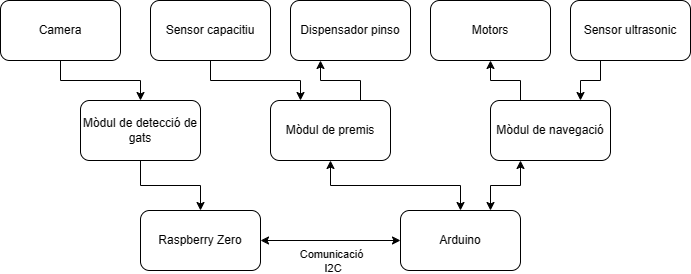 Camera
Sensor capacitiu
Dispensador pinso
Motors
Sensor ultrasonic
Mòdul de detecció de
gats
Mòdul de premis
Mòdul de navegació
Raspberry Zero
Comunicació
I2C
Arduino